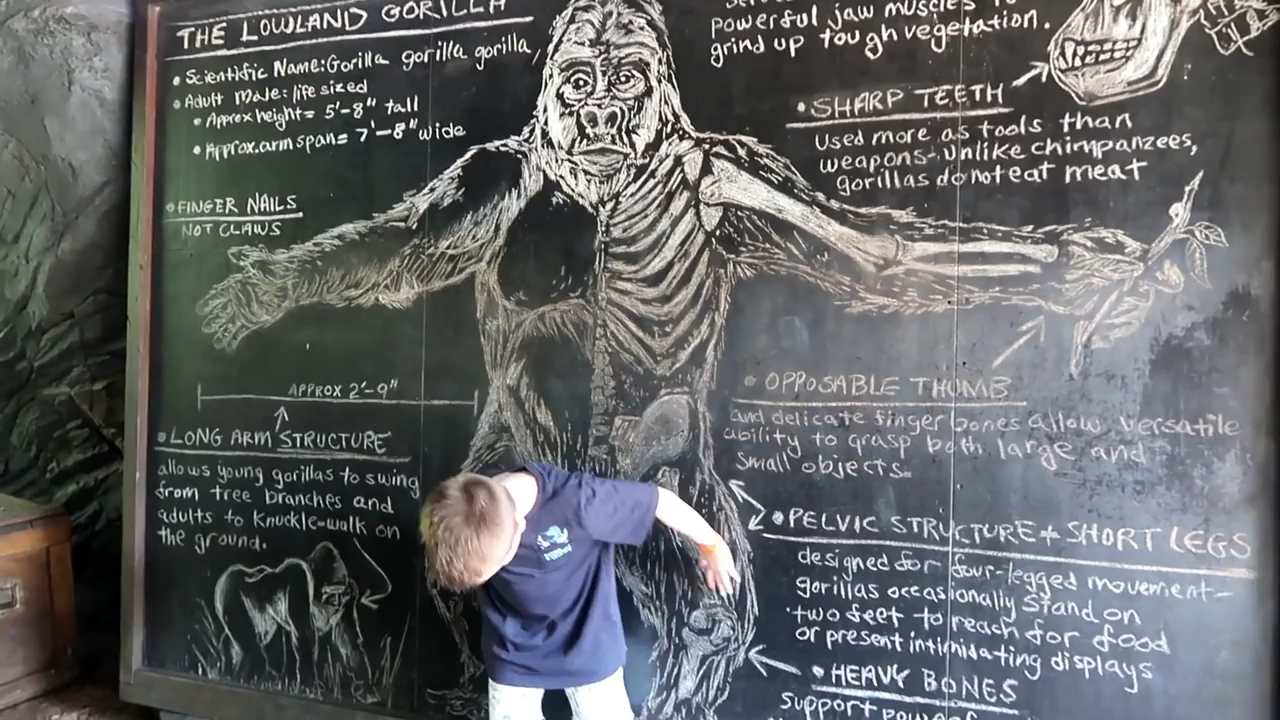 THE LOWLAND GORILLA
• Scientific Name: Gorilla gorilla gorilla
• Adult Male: life sized
• Approx height = 5'-8" tall
• Approx. arm span = 7'-8" wide
• FINGER NAILS
NOT CLAWS
APPROX 2'-9"
• LONG ARM STRUCTURE
allows young gorillas to swing
from tree branches and
adults to knuckle-walk on
the ground.
powerful jaw muscles to
grind up tough vegetation.
• SHARP TEETH
Used more as tools than
weapons - unlike chimpanzees,
gorillas do not eat meat
• OPPOSABLE THUMB
and delicate finger bones allow versatile
ability to grasp both large and
small objects.
• PELVIC STRUCTURE + SHORT LEGS
designed for four-legged movement -
gorillas occasionally stand on
two feet to reach for food
or present intimidating displays
• HEAVY BONES
support